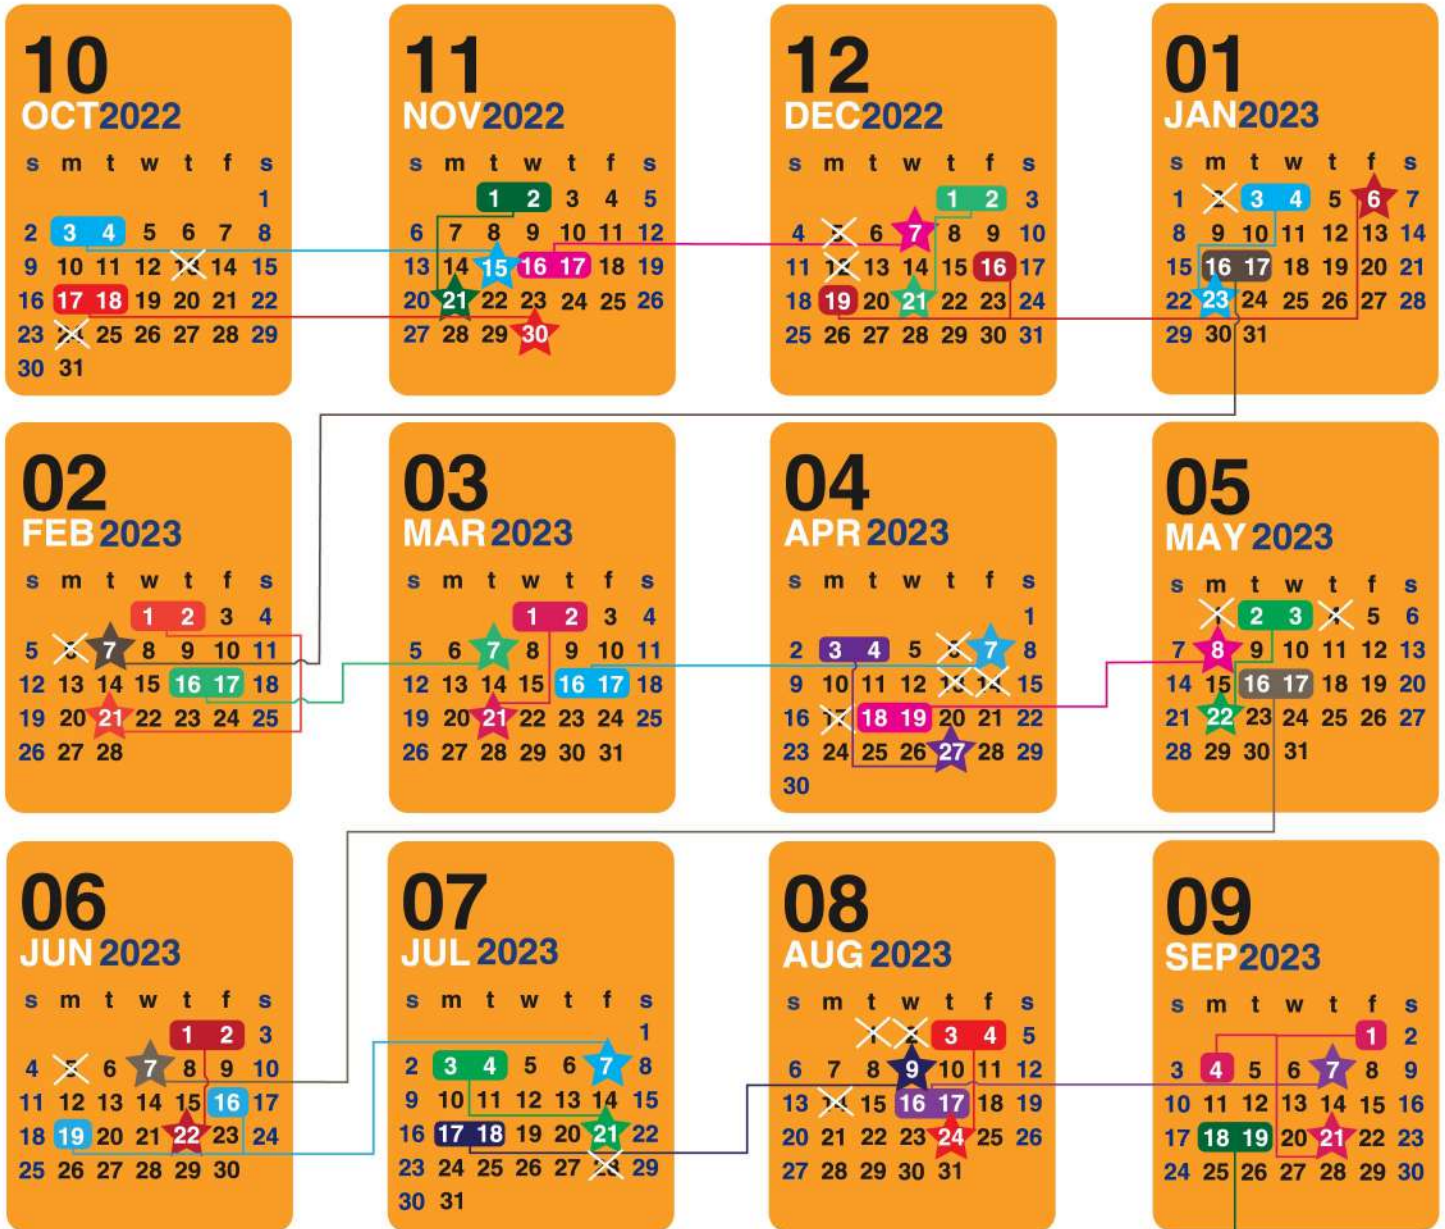 10
OCT2022
s m t w t f s
1
2 3 4 5 6 7 8
9 10 11 12 13 14 15
16 17 18 19 20 21 22
23 24 25 26 27 28 29
30 31
11
NOV2022
s m t w t f s
1 2 3 4 5
6 7 8 9 10 11 12
13 14 15 16 17 18 19
20 21 22 23 24 25 26
27 28 29 30
12
DEC2022
s m t w t f s
1 2 3
4 5 6 7 8 9 10
11 12 13 14 15 16 17
18 19 20 21 22 23 24
25 26 27 28 29 30 31
01
JAN2023
s m t w t f s
1 2 3 4 5 6 7
8 9 10 11 12 13 14
15 16 17 18 19 20 21
22 23 24 25 26 27 28
29 30 31
02
FEB 2023
s m t w t f s
1 2 3 4
5 6 7 8 9 10 11
12 13 14 15 16 17 18
19 20 21 22 23 24 25
26 27 28
03
MAR 2023
s m t w t f s
1 2 3 4
5 6 7 8 9 10 11
12 13 14 15 16 17 18
19 20 21 22 23 24 25
26 27 28 29 30 31
04
APR 2023
s m t w t f s
1
2 3 4 5 6 7 8
9 10 11 12 13 14 15
16 17 18 19 20 21 22
23 24 25 26 27 28 29
30
05
MAY 2023
s m t w t f s
1 2 3 4 5 6
7 8 9 10 11 12 13
14 15 16 17 18 19 20
21 22 23 24 25 26 27
28 29 30 31
06
JUN 2023
s m t w t f s
1 2 3
4 5 6 7 8 9 10
11 12 13 14 15 16 17
18 19 20 21 22 23 24
25 26 27 28 29 30
07
JUL 2023
s m t w t f s
1
2 3 4 5 6 7 8
9 10 11 12 13 14 15
16 17 18 19 20 21 22
23 24 25 26 27 28 29
30 31
08
AUG 2023
s m t w t f s
1 2 3 4 5
6 7 8 9 10 11 12
13 14 15 16 17 18 19
20 21 22 23 24 25 26
27 28 29 30 31
09
SEP2023
s m t w t f s
1 2
3 4 5 6 7 8 9
10 11 12 13 14 15 16
17 18 19 20 21 22 23
24 25 26 27 28 29 30